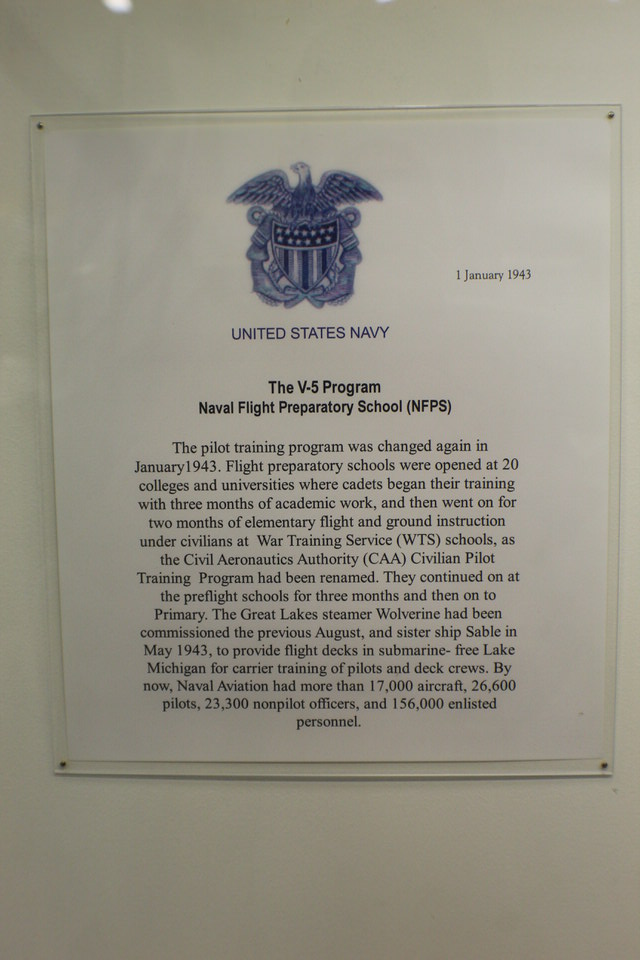 1 January 1943
UNITED STATES NAVY
The V-5 Program
Naval Flight Preparatory School (NFPS)
The pilot training program was changed again in
January1943. Flight preparatory schools were opened at 20
colleges and universities where cadets began their training
with three months of academic work, and then went on for
two months of elementary flight and ground instruction
under civilians at War Training Service (WTS) schools, as
the Civil Aeronautics Authority (CAA) Civilian Pilot
Training Program had been renamed. They continued on at
the preflight schools for three months and then on to
Primary. The Great Lakes steamer Wolverine had been
commissioned the previous August, and sister ship Sable in
May 1943, to provide flight decks in submarine- free Lake
Michigan for carrier training of pilots and deck crews. By
now, Naval Aviation had more than 17,000 aircraft, 26,600
pilots, 23,300 nonpilot officers, and 156,000 enlisted
personnel.